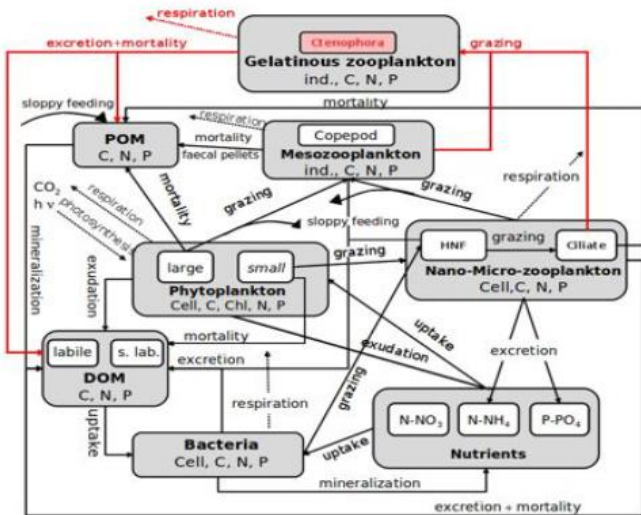 respiration
excretion+mortality
Ctenophora
grazing
Gelatinous zooplankton
ind., C, N, P
mortality
sloppy feeding
respiration
POM
C, N, P
mortality
faecal pellets
Copepod
Mesozooplankton
ind., C, N, P
respiration
CO2
h ν
respiration
photosynthesis
mortality
grazing
grazing
sloppy feeding
mineralization
exudation
large
small
Phytoplankton
Cell, C, Chl, N, P
grazing
HNF
grazing
Ciliate
Nano-Micro-zooplankton
Cell,C, N, P
labile
s. lab.
DOM
C, N, P
mortality
excretion
exudation
uptake
excretion
respiration
grazing
uptake
N-NO3
N-NH4
P-PO4
Nutrients
uptake
Bacteria
Cell, C, N, P
mineralization
excretion + mortality